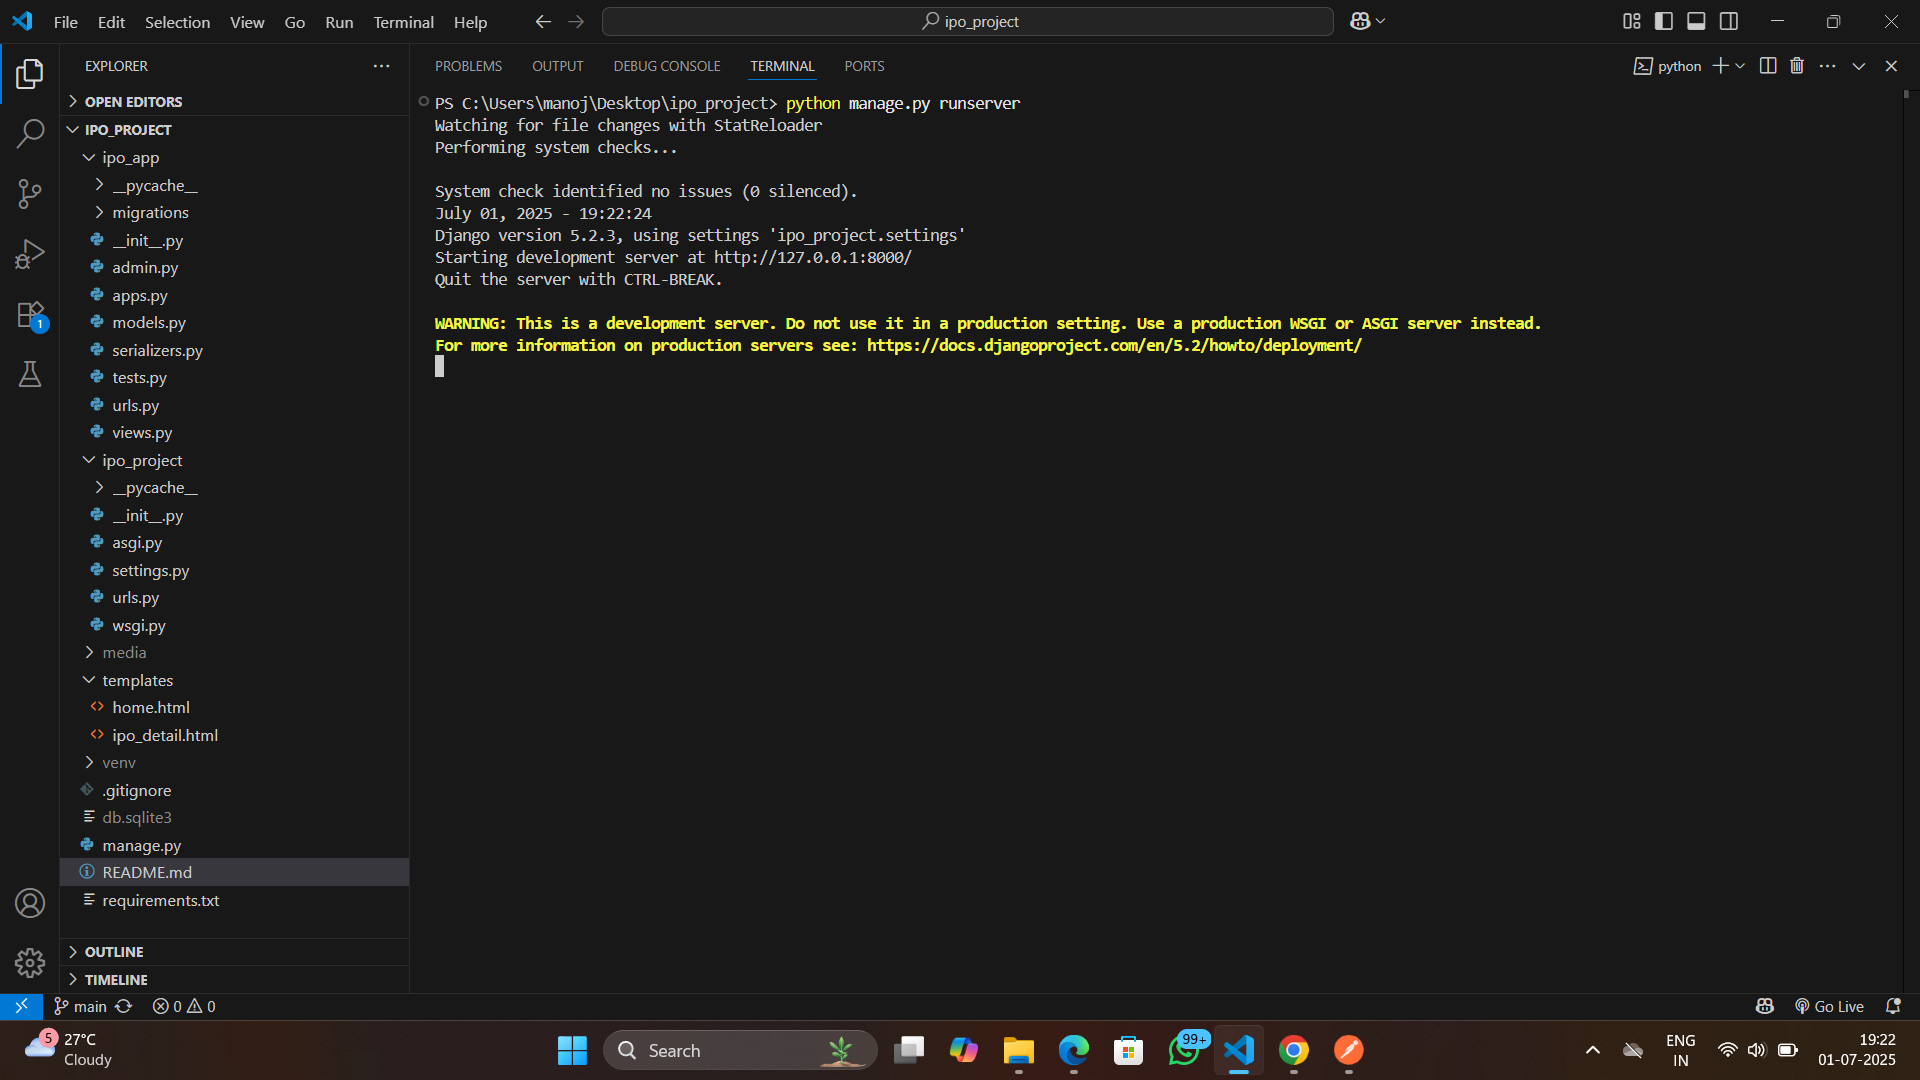 File Edit Selection View Go Run Terminal Help
ipo_project
EXPLORER
OPEN EDITORS
IPO_PROJECT
ipo_app
__pycache__
migrations
__init__.py
admin.py
apps.py
models.py
serializers.py
tests.py
urls.py
views.py
ipo_project
__pycache__
__init__.py
asgi.py
settings.py
urls.py
wsgi.py
media
templates
home.html
ipo_detail.html
venv
.gitignore
db.sqlite3
manage.py
README.md
requirements.txt
OUTLINE
TIMELINE
1
PROBLEMS OUTPUT DEBUG CONSOLE TERMINAL PORTS
python
PS C:\Users\manoj\Desktop\ipo_project> python manage.py runserver
Watching for file changes with StatReloader
Performing system checks...
System check identified no issues (0 silenced).
July 01, 2025 - 19:22:24
Django version 5.2.3, using settings 'ipo_project.settings'
Starting development server at http://127.0.0.1:8000/
Quit the server with CTRL-BREAK.
WARNING: This is a development server. Do not use it in a production setting. Use a production WSGI or ASGI server instead.
For more information on production servers see: https://docs.djangoproject.com/en/5.2/howto/deployment/
main 0 0
Go Live
5
27°C
Cloudy
Search
99+
ENG
IN
19:22
01-07-2025